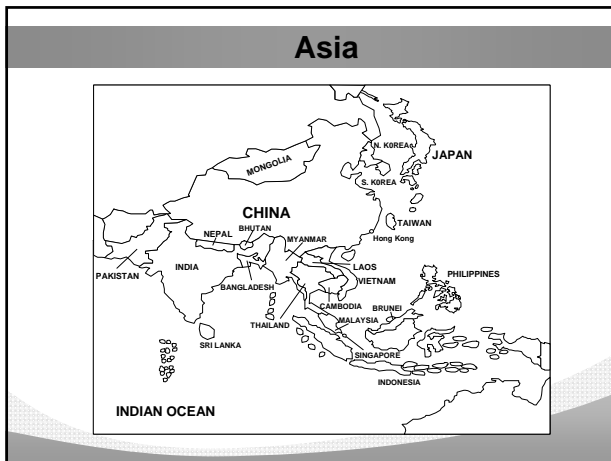 Asia
MONGOLIA
N. KOREA
JAPAN
S. KOREA
CHINA
TAIWAN
NEPAL
BHUTAN
Hong Kong
MYANMAR
PAKISTAN
INDIA
LAOS
BANGLADESH
VIETNAM
PHILIPPINES
CAMBODIA
BRUNEI
THAILAND
MALAYSIA
SRI LANKA
SINGAPORE
INDONESIA
INDIAN OCEAN